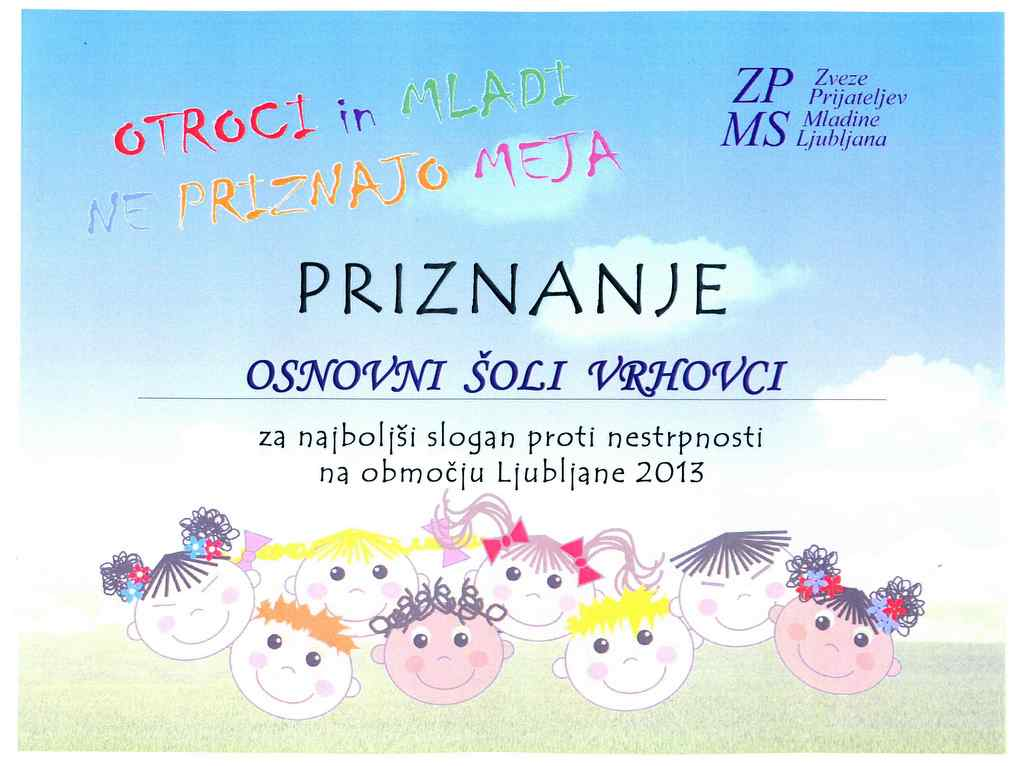 OTROCI in MLADI
NE PRIZNAJO MEJA
ZP MS
Zveze
Prijateljev
Mladine
Ljubljana
PRIZNANJE
OSNOVNI ŠOLI VRHOVCI
za najboljši slogan proti nestrpnosti
na območju Ljubljane 2013